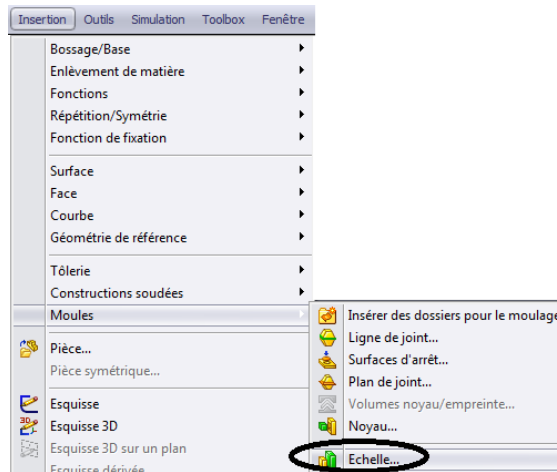 Insertion Outils Simulation Toolbox Fenêtre
Bossage/Base
Enlèvement de matière
Fonctions
Répétition/Symétrie
Fonction de fixation
Surface
Face
Courbe
Géométrie de référence
Tôlerie
Constructions soudées
Moules
Insérer des dossiers pour le moulage
Ligne de joint...
Surfaces d'arrêt...
Plan de joint...
Volumes noyau/empreinte...
Noyau...
Echelle...
Pièce...
Pièce symétrique...
Esquisse
Esquisse 3D
Esquisse 3D sur un plan
Esquisse dérivée